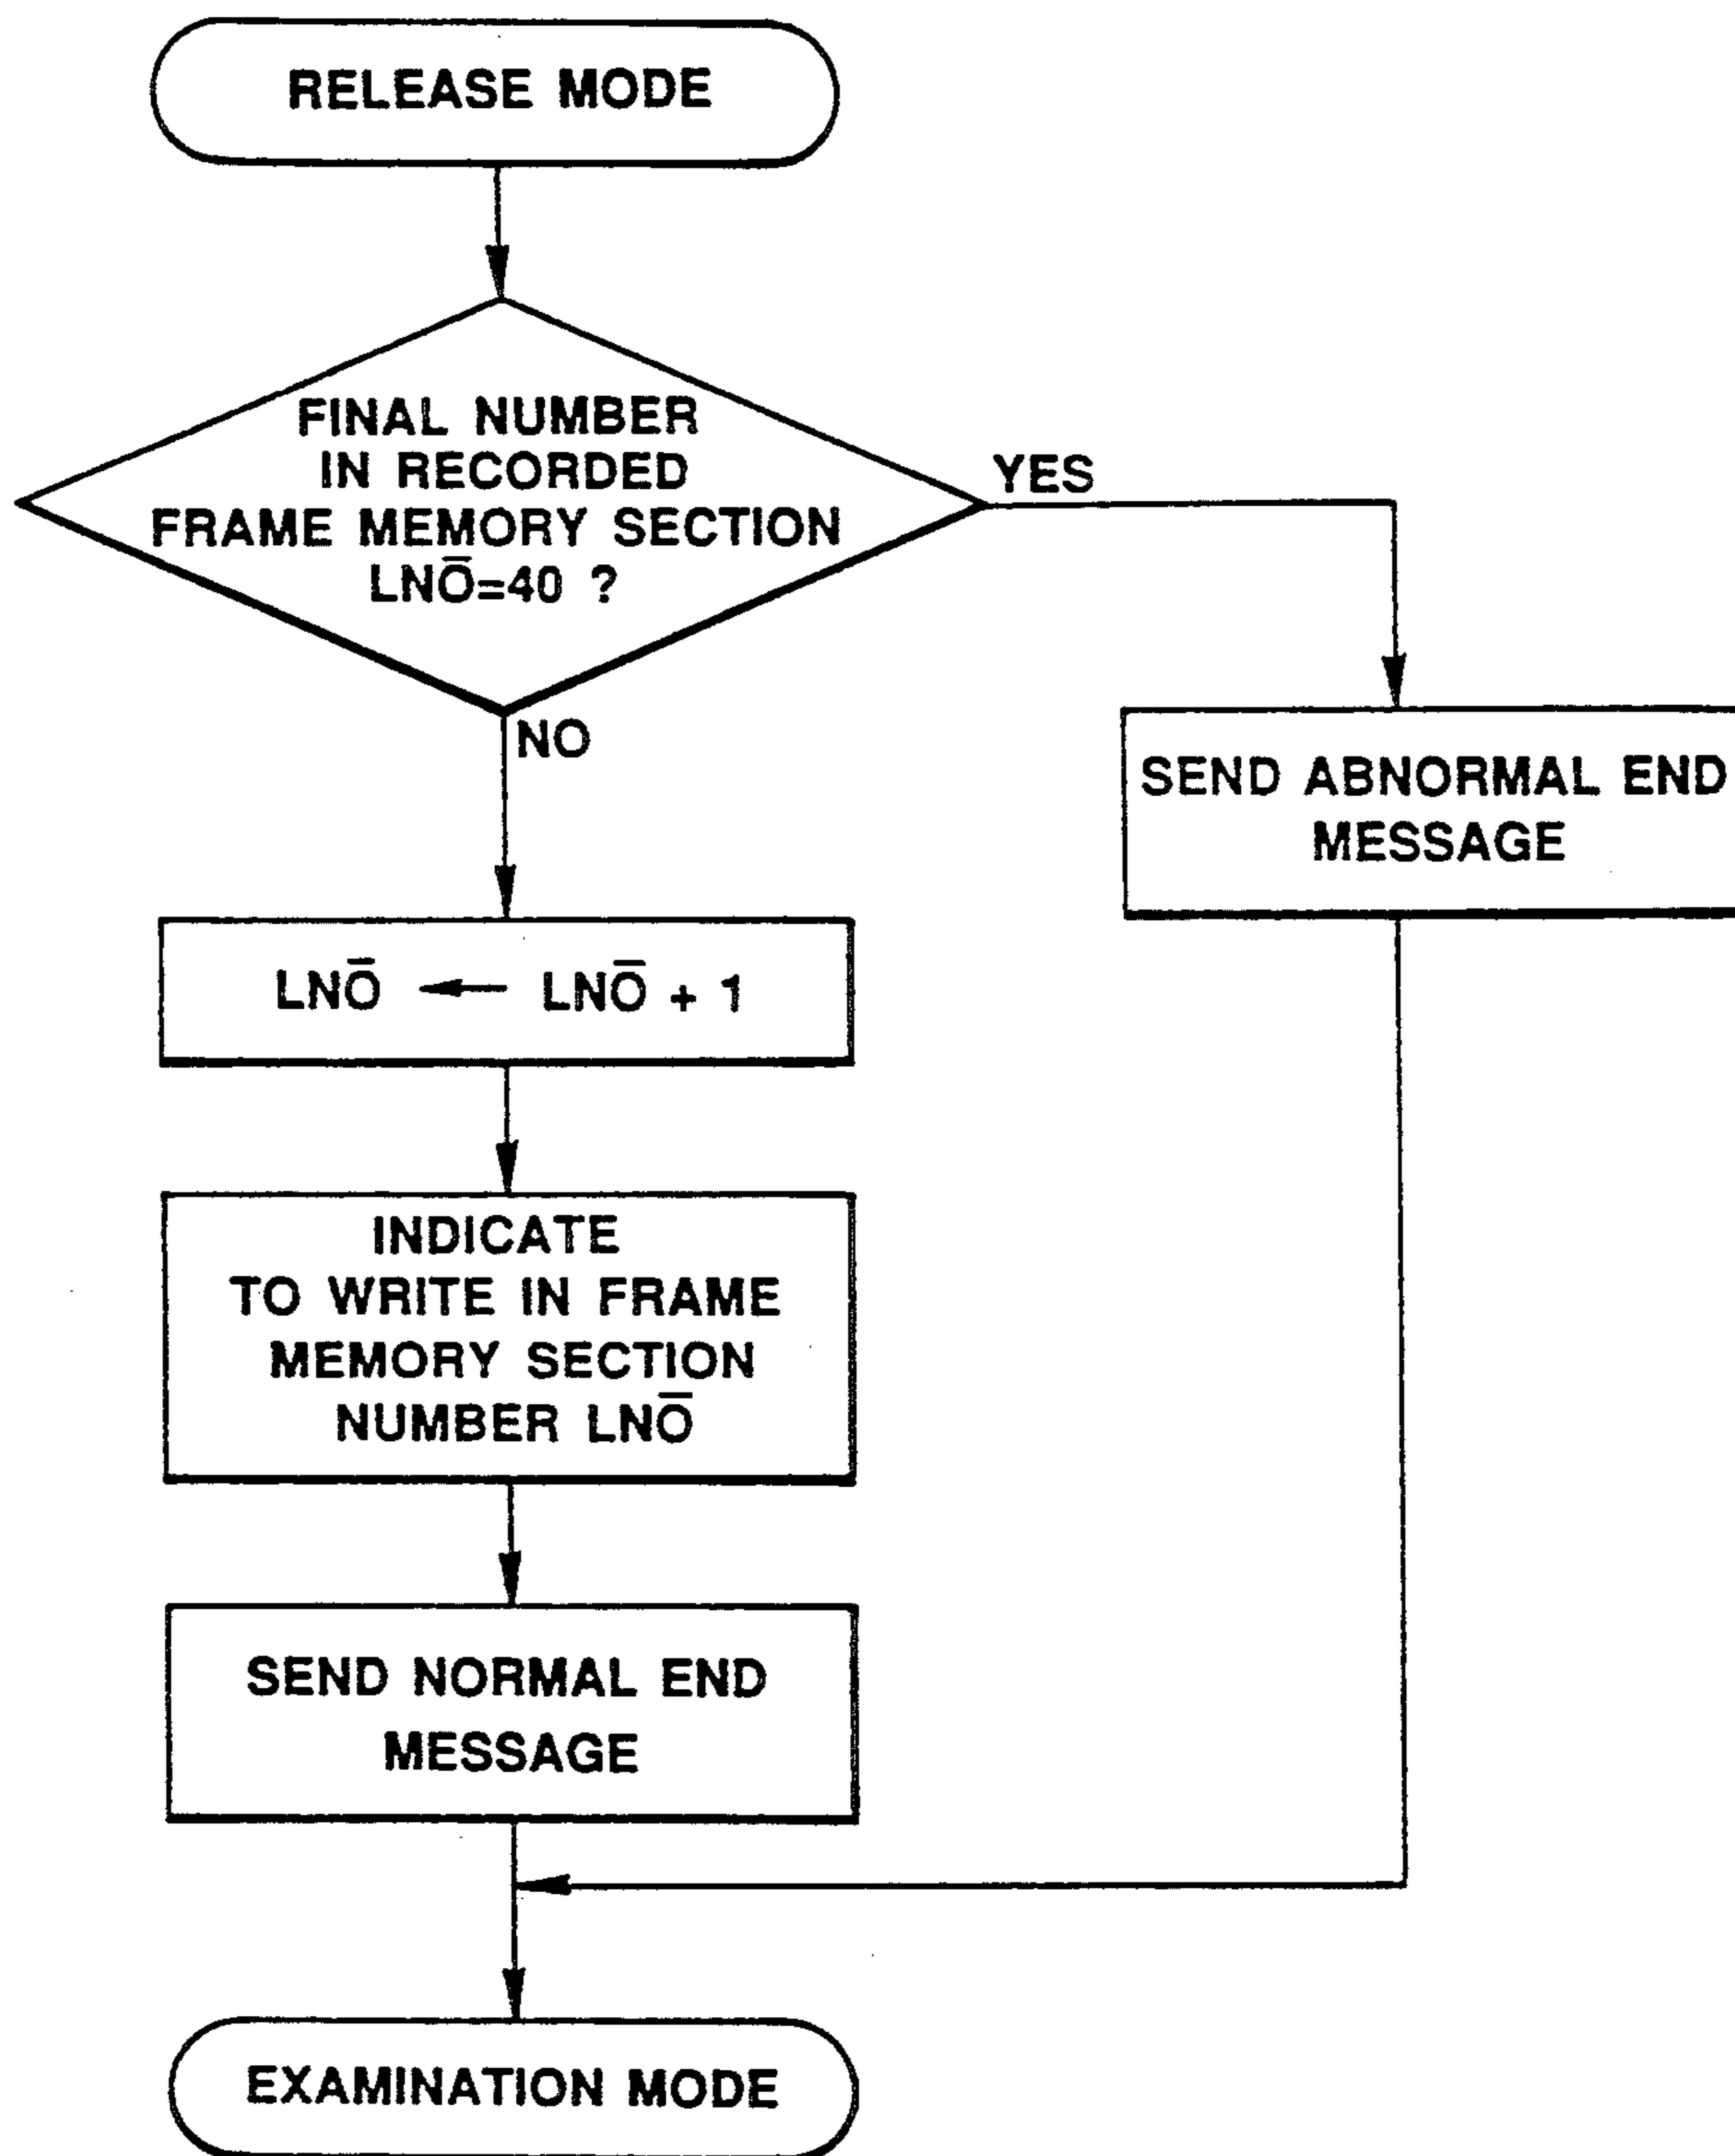 RELEASE MODE
FINAL NUMBER
IN RECORDED
FRAME MEMORY SECTION
LNŌ=40 ?
YES
NO
SEND ABNORMAL END
MESSAGE
LNŌ ← LNŌ + 1
INDICATE
TO WRITE IN FRAME
MEMORY SECTION
NUMBER LNŌ
SEND NORMAL END
MESSAGE
EXAMINATION MODE